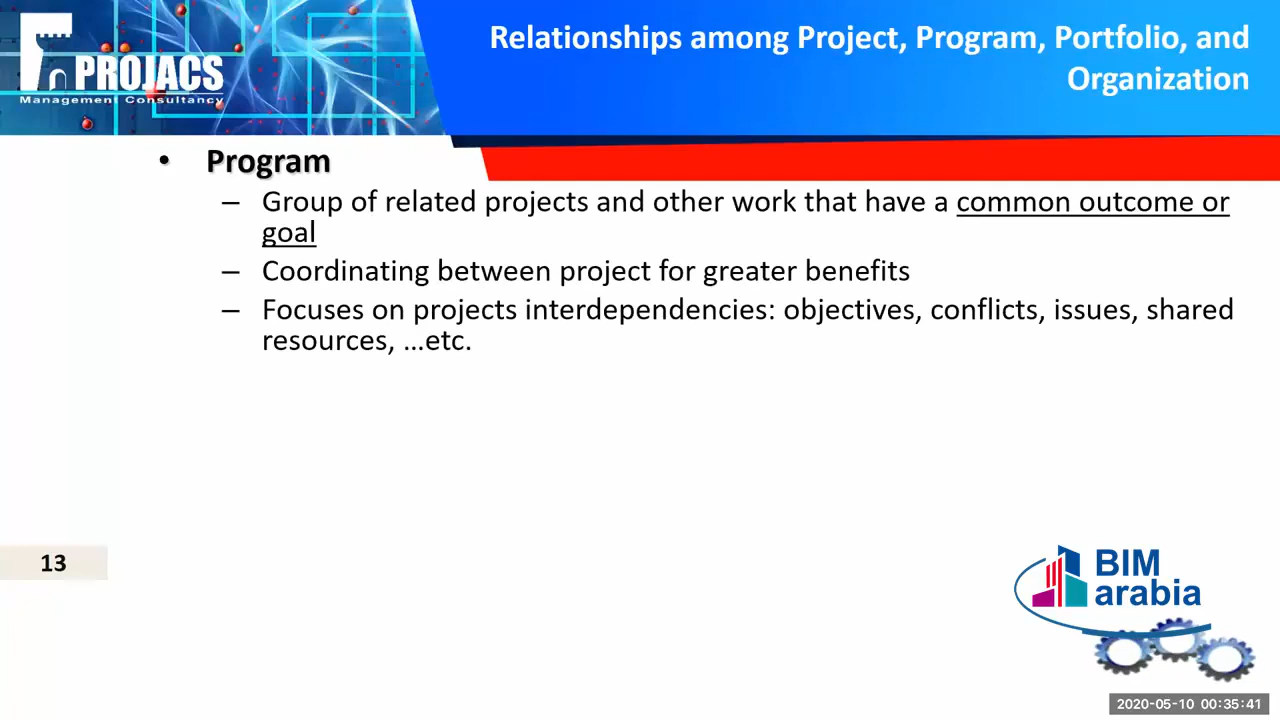 PROJACS
Management Consultancy
Relationships among Project, Program, Portfolio, and
Organization
• Program
– Group of related projects and other work that have a common outcome or
goal
– Coordinating between project for greater benefits
– Focuses on projects interdependencies: objectives, conflicts, issues, shared
resources, ...etc.
13
BIM
arabia
2020-05-10 00:35:41